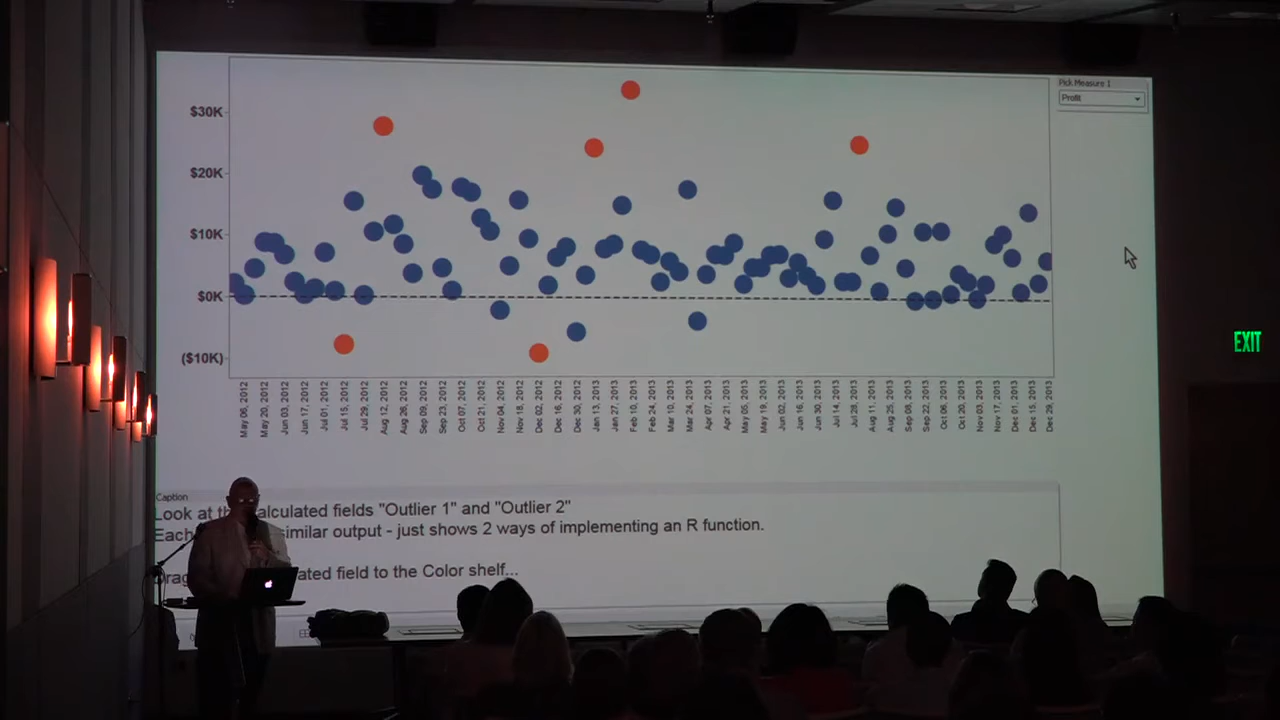 Pick Measure 1
Profit
$30K
$20K
$10K
$0K
($10K)
May 06, 2012
May 20, 2012
Jun 03, 2012
Jun 17, 2012
Jul 01, 2012
Jul 15, 2012
Jul 29, 2012
Aug 12, 2012
Aug 26, 2012
Sep 09, 2012
Sep 23, 2012
Oct 07, 2012
Oct 21, 2012
Nov 04, 2012
Nov 18, 2012
Dec 02, 2012
Dec 16, 2012
Dec 30, 2012
Jan 13, 2013
Jan 27, 2013
Feb 10, 2013
Feb 24, 2013
Mar 10, 2013
Mar 24, 2013
Apr 07, 2013
Apr 21, 2013
May 05, 2013
May 19, 2013
Jun 02, 2013
Jun 16, 2013
Jun 30, 2013
Jul 14, 2013
Jul 28, 2013
Aug 11, 2013
Aug 25, 2013
Sep 08, 2013
Sep 22, 2013
Oct 06, 2013
Oct 20, 2013
Nov 03, 2013
Nov 17, 2013
Dec 01, 2013
Dec 15, 2013
Dec 29, 2013
EXIT
Caption
Look at alculated fields "Outlier 1" and "Outlier 2"
Each similar output - just shows 2 ways of implementing an R function.
ated field to the Color shelf...